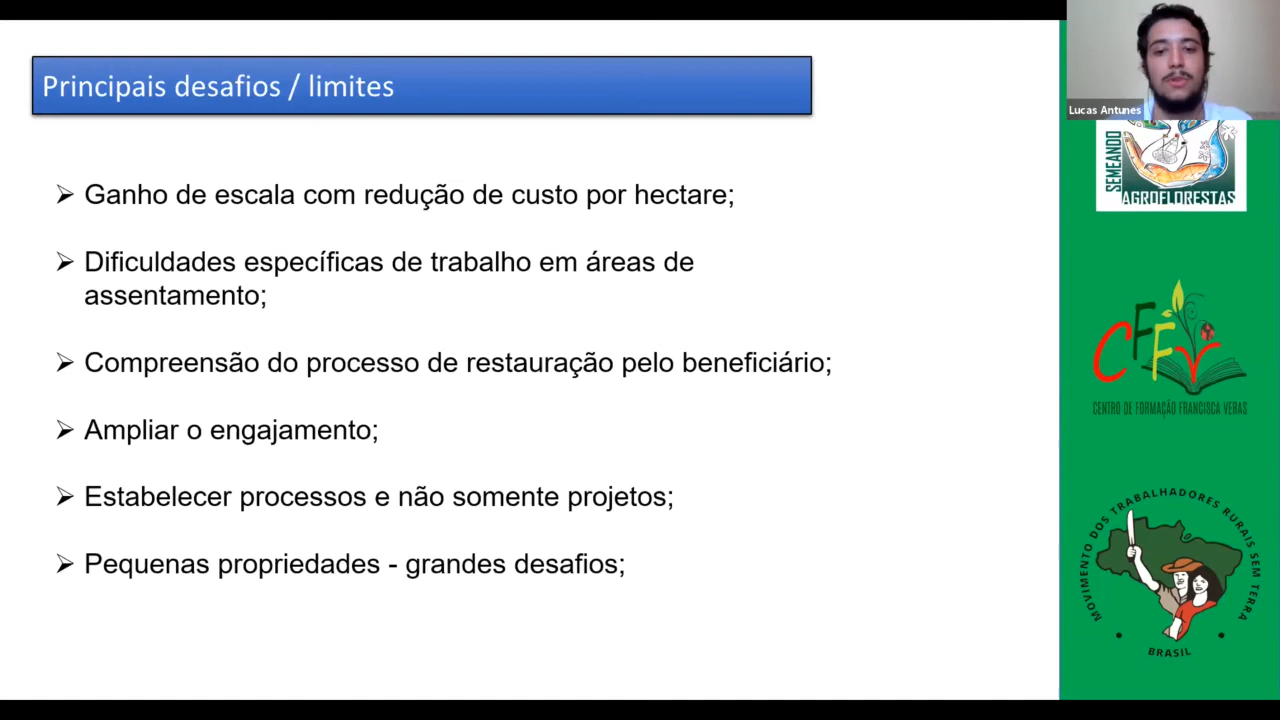 Principais desafios / limites
Lucas Antunes
➢ Ganho de escala com redução de custo por hectare;
➢ Dificuldades específicas de trabalho em áreas de
assentamento;
➢ Compreensão do processo de restauração pelo beneficiário;
➢ Ampliar o engajamento;
➢ Estabelecer processos e não somente projetos;
➢ Pequenas propriedades - grandes desafios;
SEMEANDO
AGROFLORESTAS
CFFV
CENTRO DE FORMAÇÃO FRANCISCA VERAS
MOVIMENTO DOS TRABALHADORES RURAIS SEM TERRA
BRASIL